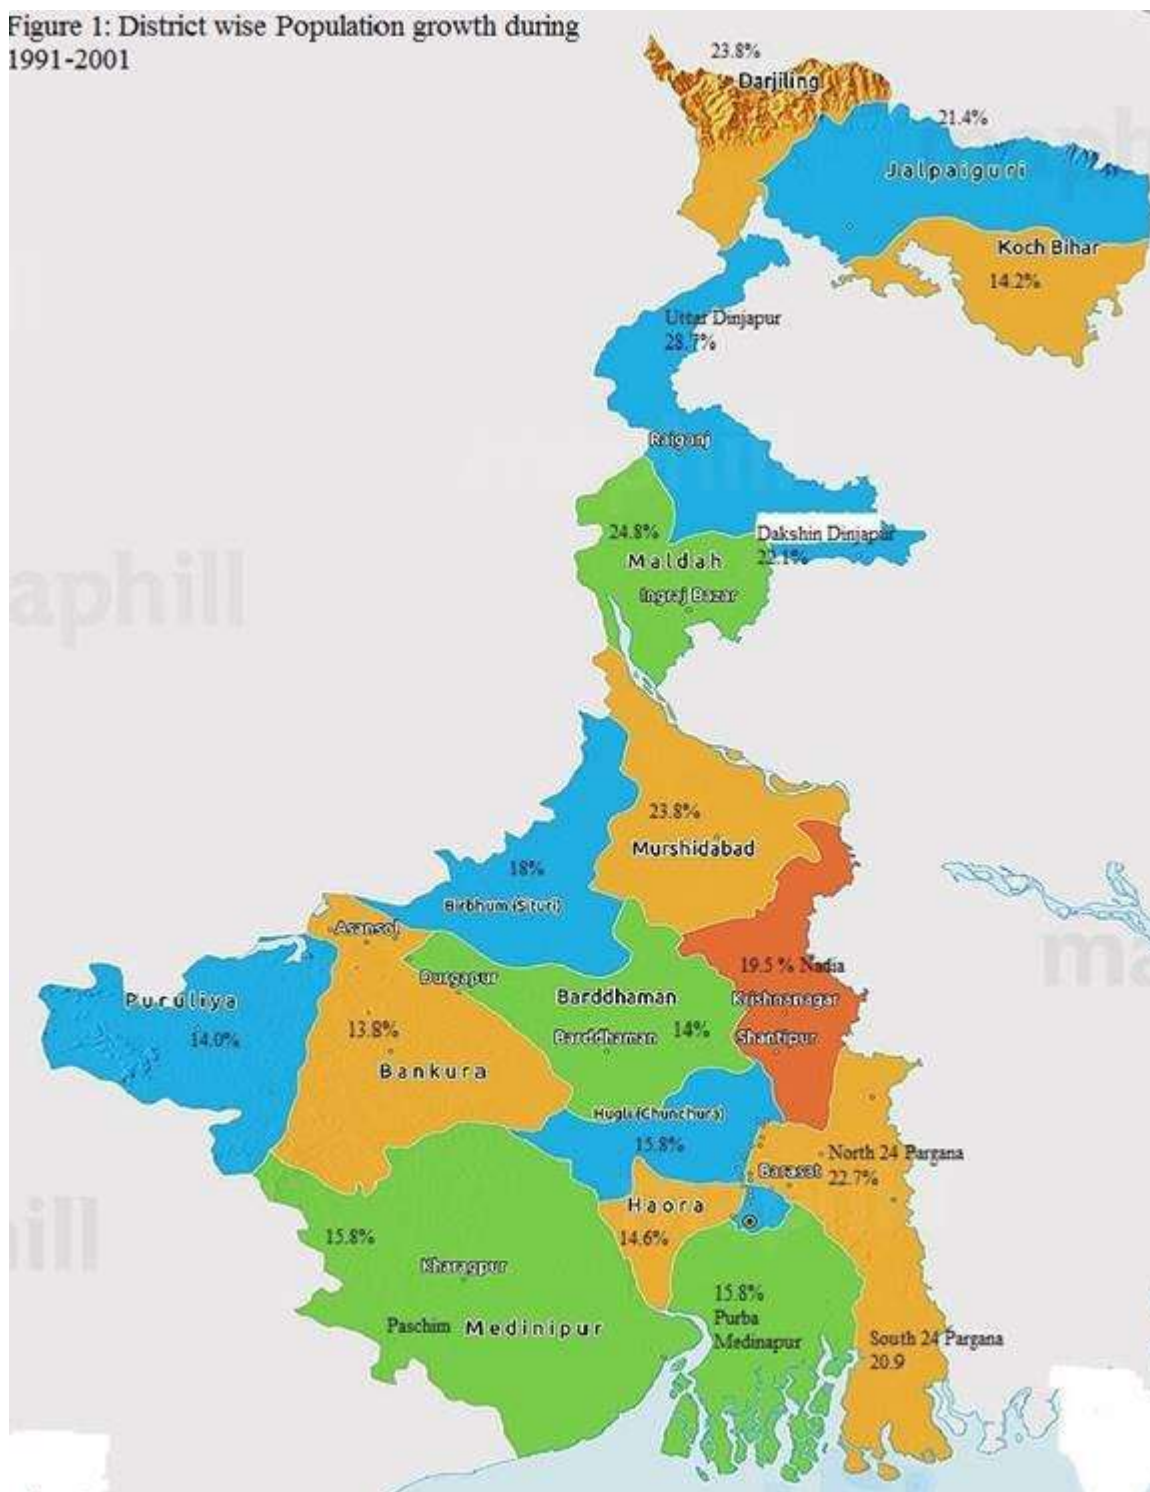 Figure 1: District wise Population growth during
1991-2001
23.8%
Darjiling
21.4%
Jalpaiguri
Koch Bihar
14.2%
Uttar Dinjapur
28.7%
Raiganj
24.8%
Dakshin Dinjapur
22.1%
Maldah
Ingraj Bazar
aphill
23.8%
Murshidabad
18%
Birbhum (Situri)
Asansol
19.5 % Nadia
Durgapur
Puruliya
Barddhaman
Krishnanagar
14.0%
13.8%
Barddhaman 14%
Shantipur
Bankura
Hugli (Chunchura)
15.8%
North 24 Pargana
Barasat
22.7%
Haora
15.8%
14.6%
Kharagpur
15.8%
Purba
Medinapur
Paschim Medinipur
South 24 Pargana
20.9
ill